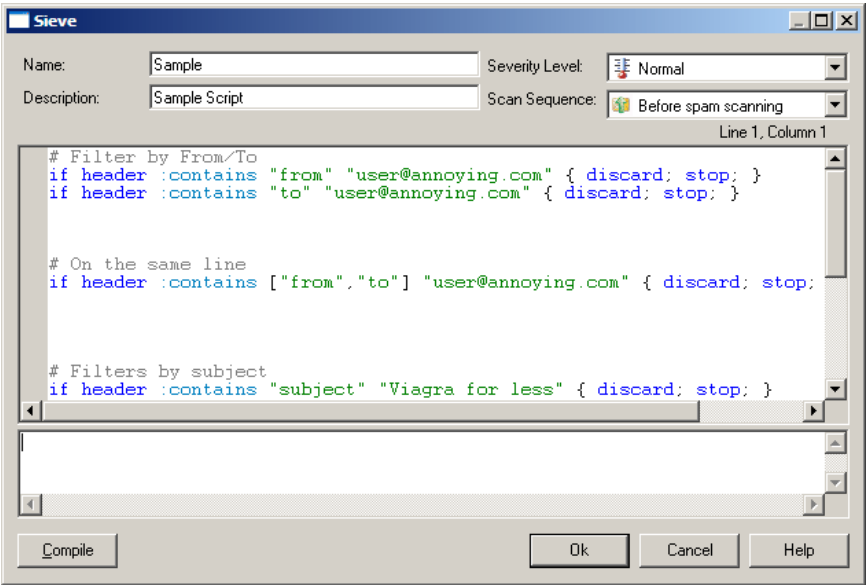 Sieve
Name: Sample Severity Level: Normal
Description: Sample Script Scan Sequence: Before spam scanning
Line 1, Column 1
# Filter by From/To
if header :contains "from" "user@annoying.com" { discard; stop; }
if header :contains "to" "user@annoying.com" { discard; stop; }
# On the same line
if header :contains ["from","to"] "user@annoying.com" { discard; stop;
# Filters by subject
if header :contains "subject" "Viagra for less" { discard; stop; }
Compile Ok Cancel Help